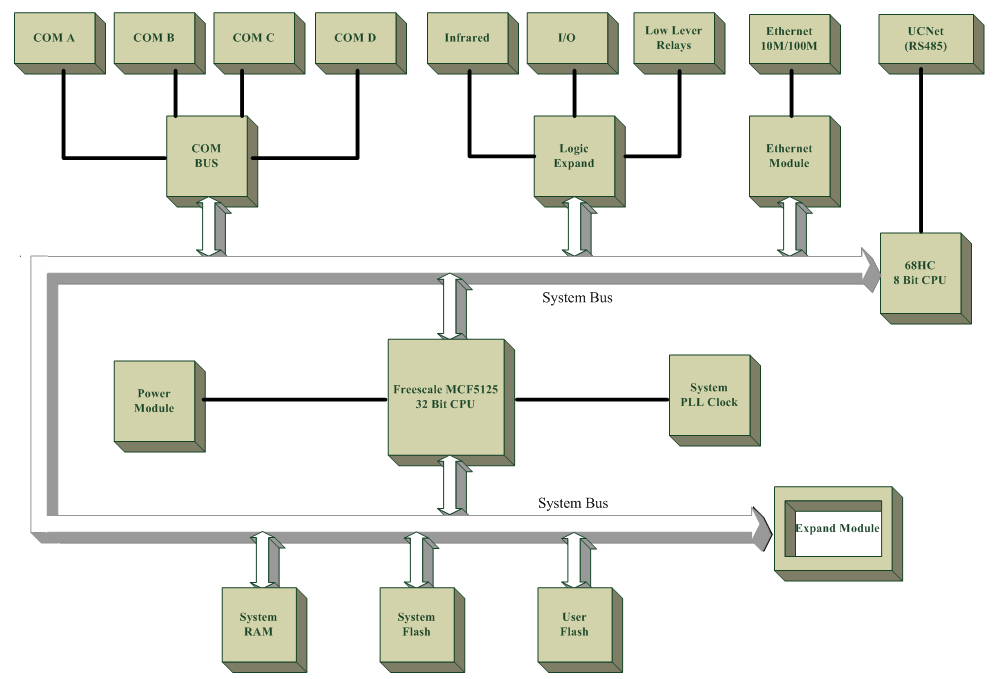 COM A
COM B
COM C
COM D
Infrared
I/O
Low Lever
Relays
Ethernet
10M/100M
UCNet
(RS485)
COM
BUS
Logic
Expand
Ethernet
Module
68HC
8 Bit CPU
System Bus
Freescale MCF5125
32 Bit CPU
Power
Module
System
PLL Clock
System Bus
Expand Module
System
RAM
System
Flash
User
Flash